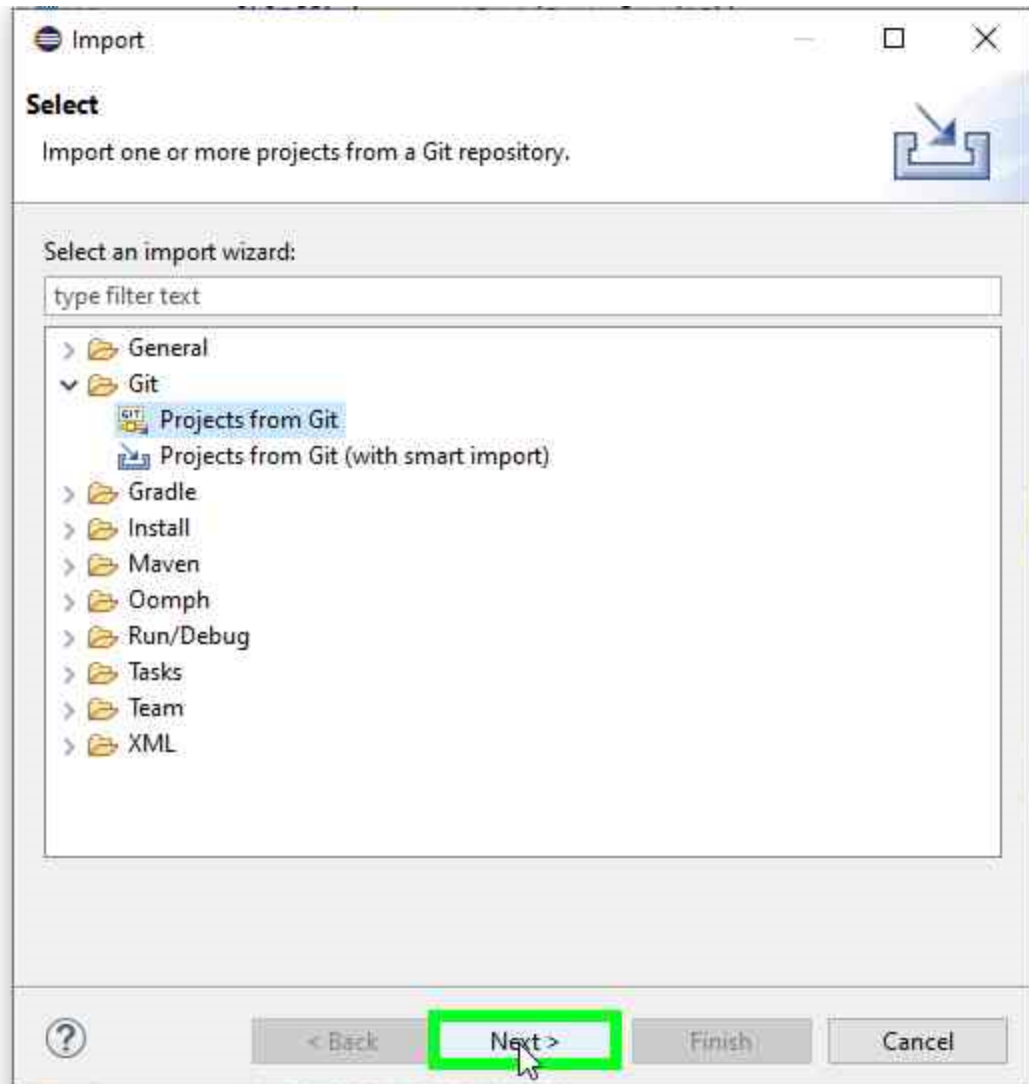 Import
Select
Import one or more projects from a Git repository.
Select an import wizard:
type filter text
General
Git
Projects from Git
Projects from Git (with smart import)
Gradle
Install
Maven
Oomph
Run/Debug
Tasks
Team
XML
? < Back Next > Finish Cancel